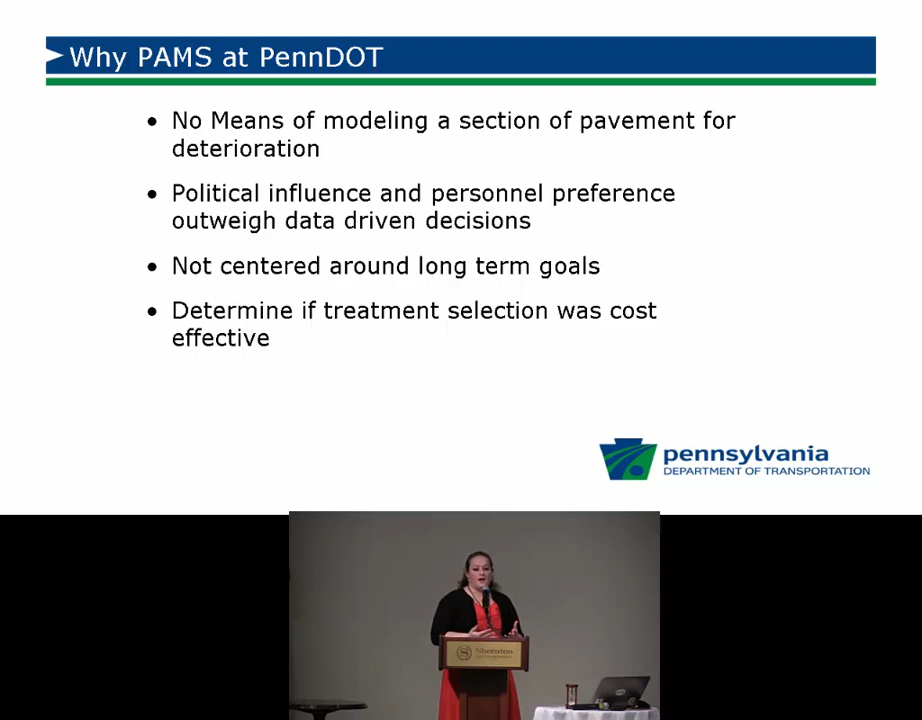 Why PAMS at PennDOT
• No Means of modeling a section of pavement for
deterioration
• Political influence and personnel preference
outweigh data driven decisions
• Not centered around long term goals
• Determine if treatment selection was cost
effective
pennsylvania
DEPARTMENT OF TRANSPORTATION
Sheraton